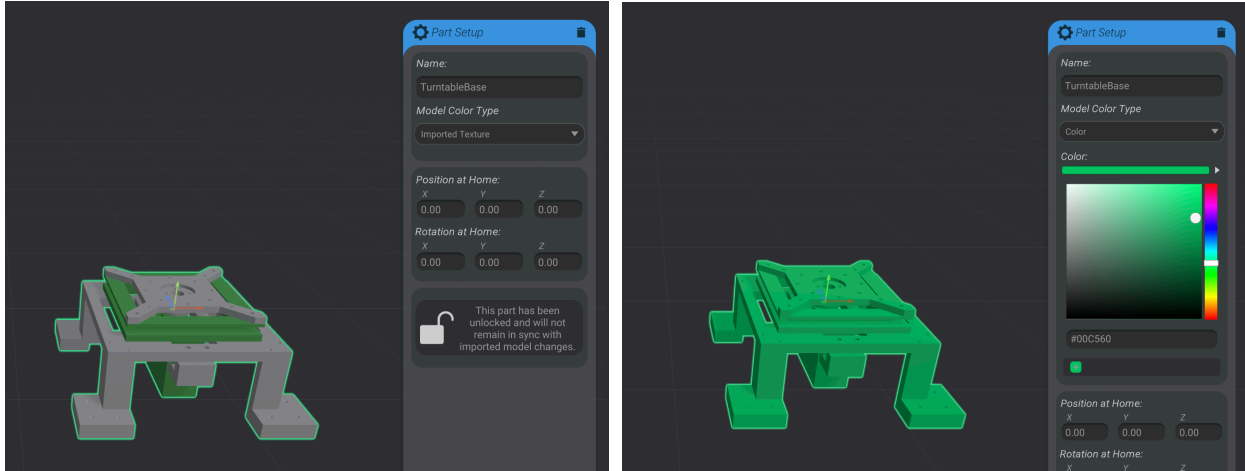 Part Setup
Name:
TurntableBase
Model Color Type
Imported Texture
Position at Home:
X Y Z
0.00 0.00 0.00
Rotation at Home:
X Y Z
0.00 0.00 0.00
This part has been
unlocked and will not
remain in sync with
imported model changes.
Part Setup
Name:
TurntableBase
Model Color Type
Color
Color:
#00C560
Position at Home:
X Y Z
0.00 0.00 0.00
Rotation at Home:
X Y Z